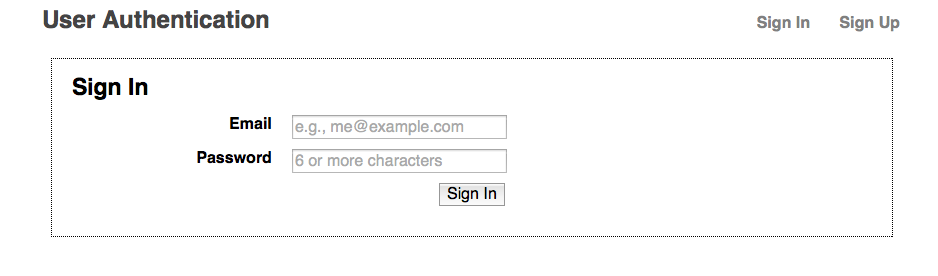 User Authentication
Sign In
Sign Up
Sign In
Email
e.g., me@example.com
Password
6 or more characters
Sign In